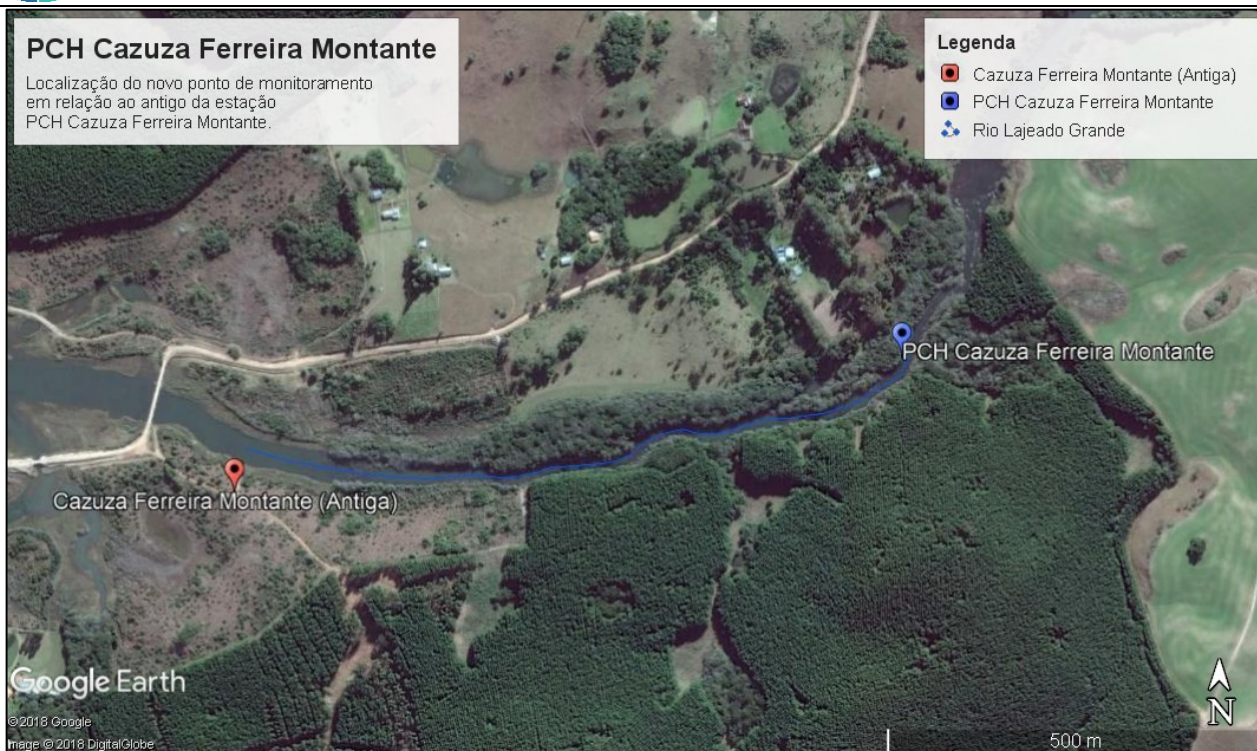 PCH Cazuza Ferreira Montante
Localização do novo ponto de monitoramento
em relação ao antigo da estação
PCH Cazuza Ferreira Montante.
Legenda
Cazuza Ferreira Montante (Antiga)
PCH Cazuza Ferreira Montante
Rio Lajeado Grande
PCH Cazuza Ferreira Montante
Cazuza Ferreira Montante (Antiga)
Google Earth
©2018 Google
Image © 2018 DigitalGlobe
N
500 m